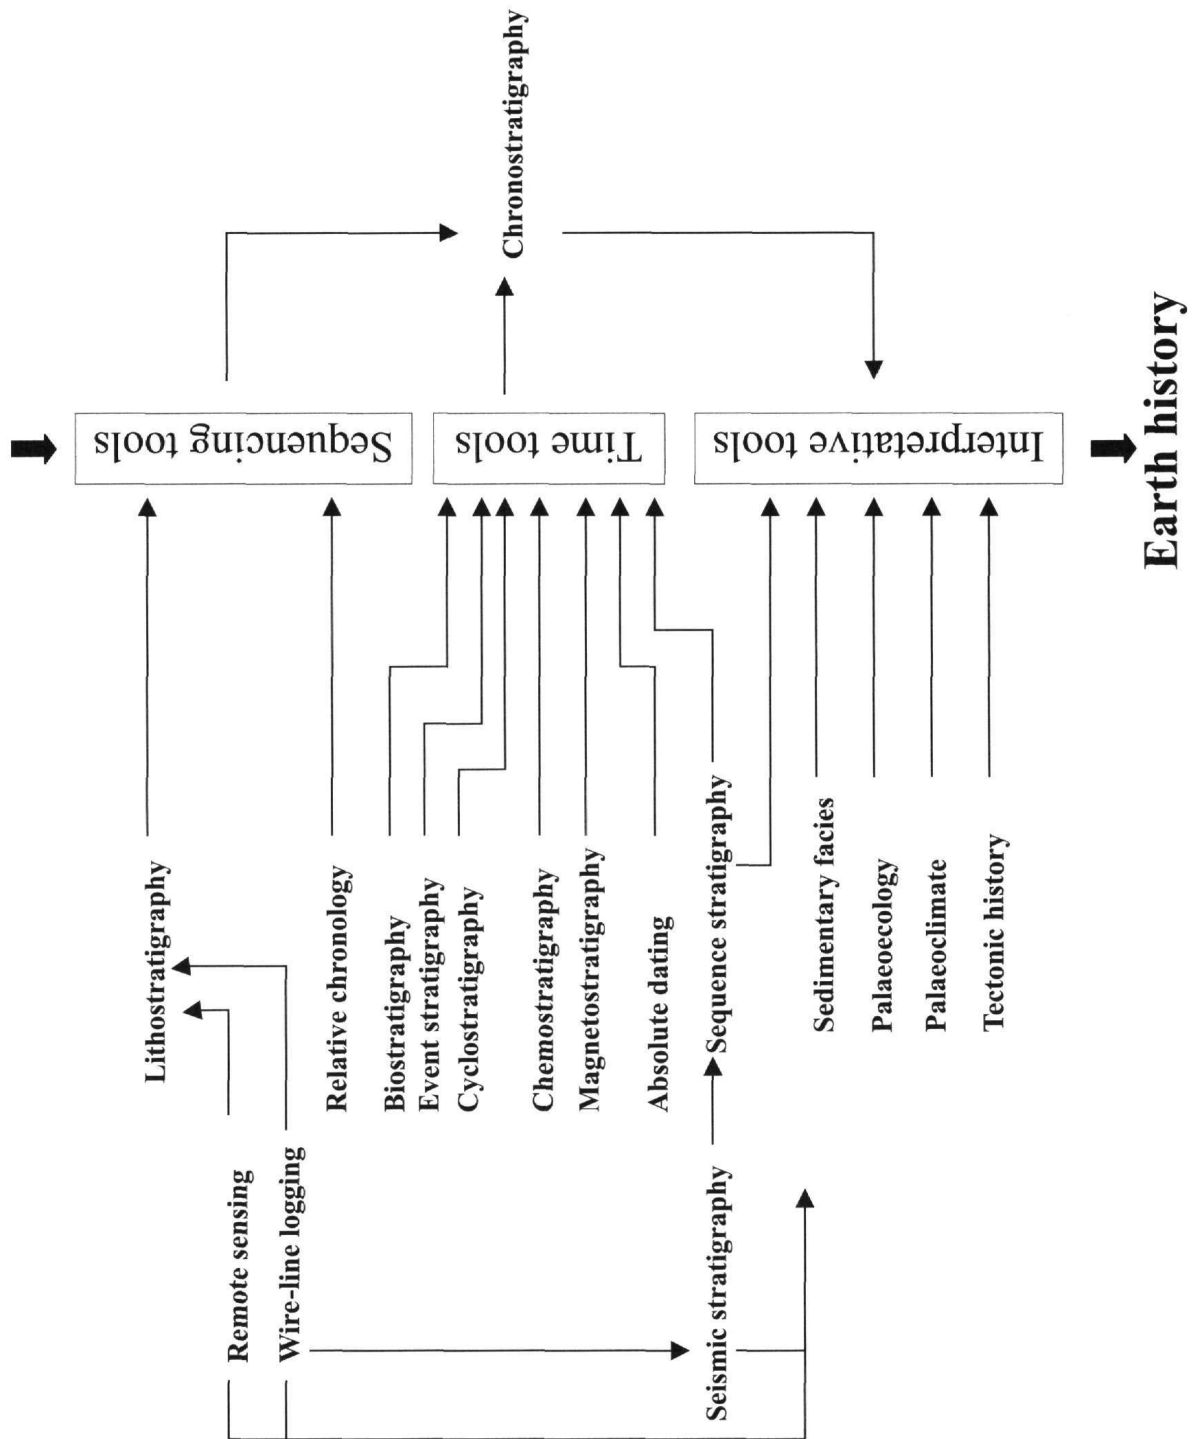 Remote sensing
Wire-line logging
Seismic stratigraphy
Lithostratigraphy
Relative chronology
Biostratigraphy
Event stratigraphy
Cyclostratigraphy
Chemostratigraphy
Magnetostratigraphy
Absolute dating
Sequence stratigraphy
Sedimentary facies
Palaeoecology
Palaeoclimate
Tectonic history
Sequencing tools
Time tools
Interpretative tools
Chronostratigraphy
Earth history